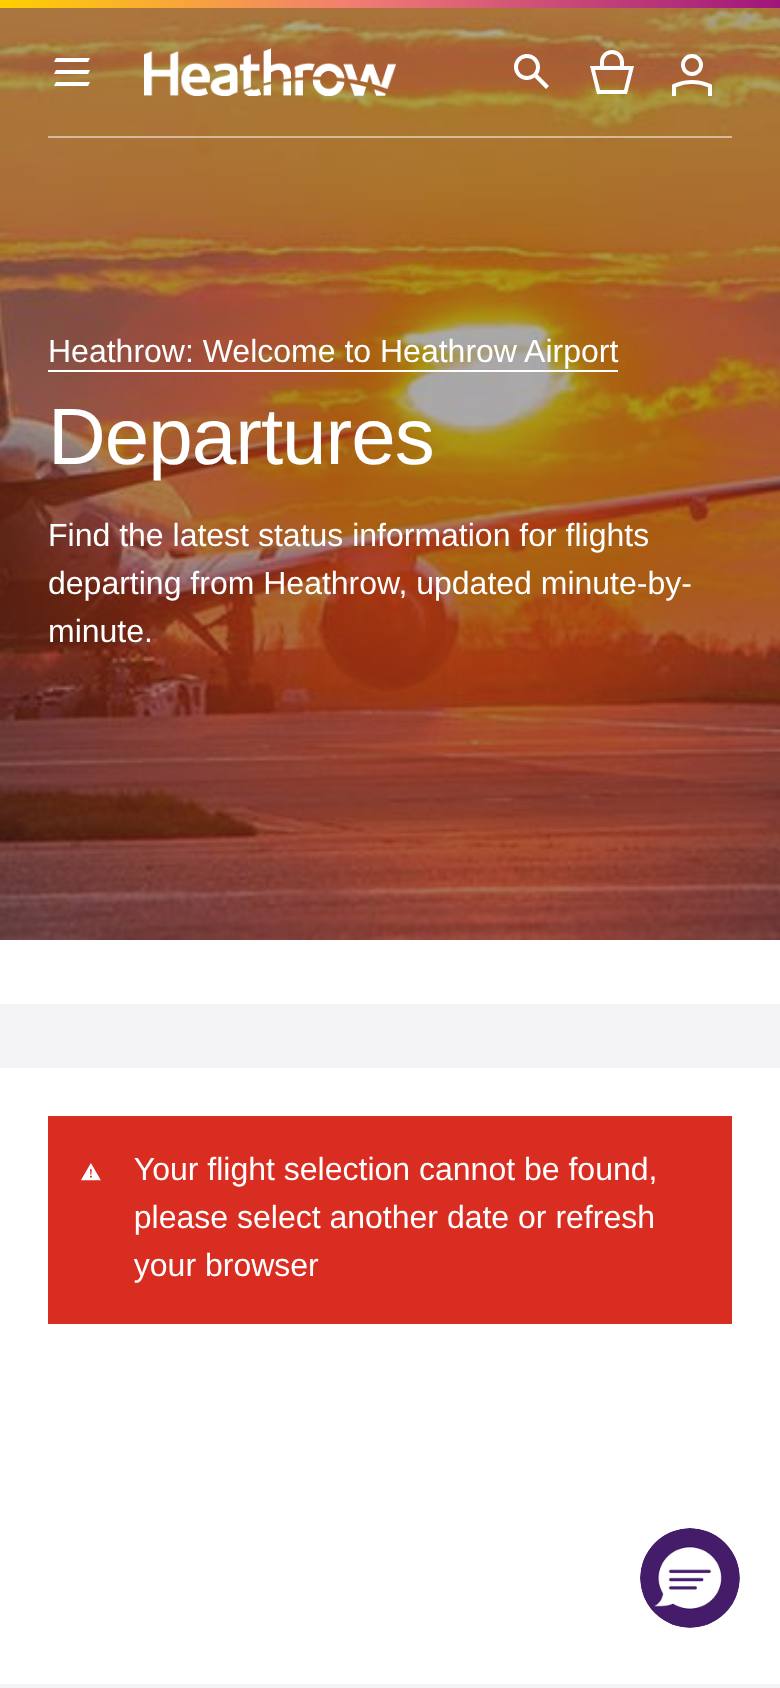 Heathrow
Heathrow: Welcome to Heathrow Airport
Departures
Find the latest status information for flights
departing from Heathrow, updated minute-by-
minute.
Your flight selection cannot be found,
please select another date or refresh
your browser